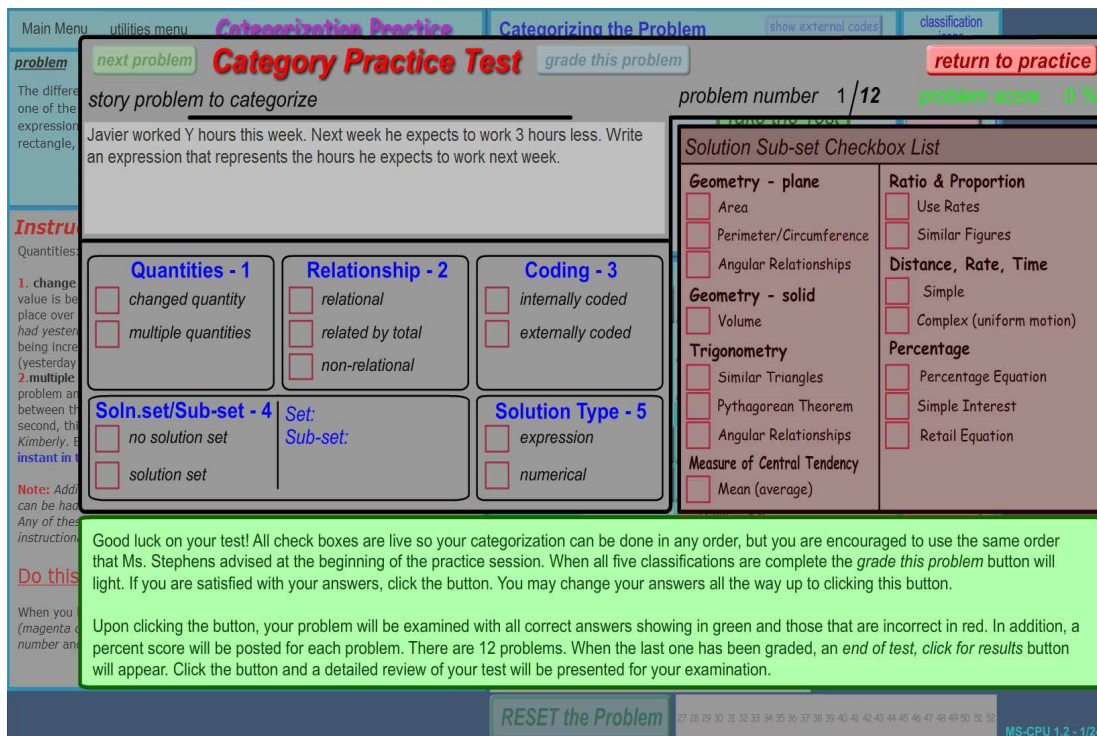 Main Menu utilities menu Categorization Practice Categorizing the Problem show external codes classification
next problem Category Practice Test grade this problem return to practice
problem
story problem to categorize
problem number 1/12 problem score 0 %
The differe
one of the
expression
rectangle,
Javier worked Y hours this week. Next week he expects to work 3 hours less. Write
an expression that represents the hours he expects to work next week.
Solution Sub-set Checkbox List
Geometry - plane
Area
Perimeter/Circumference
Angular Relationships
Geometry - solid
Volume
Trigonometry
Similar Triangles
Pythagorean Theorem
Angular Relationships
Measure of Central Tendency
Mean (average)
Ratio & Proportion
Use Rates
Similar Figures
Distance, Rate, Time
Simple
Complex (uniform motion)
Percentage
Percentage Equation
Simple Interest
Retail Equation
Instru
Quantities:
1. change
value is be
place over
had yester
being incre
(yesterday
2.multiple
problem an
between th
second, thi
Kimberly. E
instant in t
Note: Addi
can be had
Any of thes
instruction
Do this
When you l
(magenta c
number and
Quantities - 1
changed quantity
multiple quantities
Relationship - 2
relational
related by total
non-relational
Coding - 3
internally coded
externally coded
Soln.set/Sub-set - 4
no solution set
solution set
Set:
Sub-set:
Solution Type - 5
expression
numerical
Good luck on your test! All check boxes are live so your categorization can be done in any order, but you are encouraged to use the same order
that Ms. Stephens advised at the beginning of the practice session. When all five classifications are complete the grade this problem button will
light. If you are satisfied with your answers, click the button. You may change your answers all the way up to clicking this button.
Upon clicking the button, your problem will be examined with all correct answers showing in green and those that are incorrect in red. In addition, a
percent score will be posted for each problem. There are 12 problems. When the last one has been graded, an end of test, click for results button
will appear. Click the button and a detailed review of your test will be presented for your examination.
RESET the Problem
27 28 29 30 31 32 33 34 35 36 37 38 39 40 41 42 43 44 45 46 47 48 49 50 51 52
MS-CPU 1.2 - 1/2